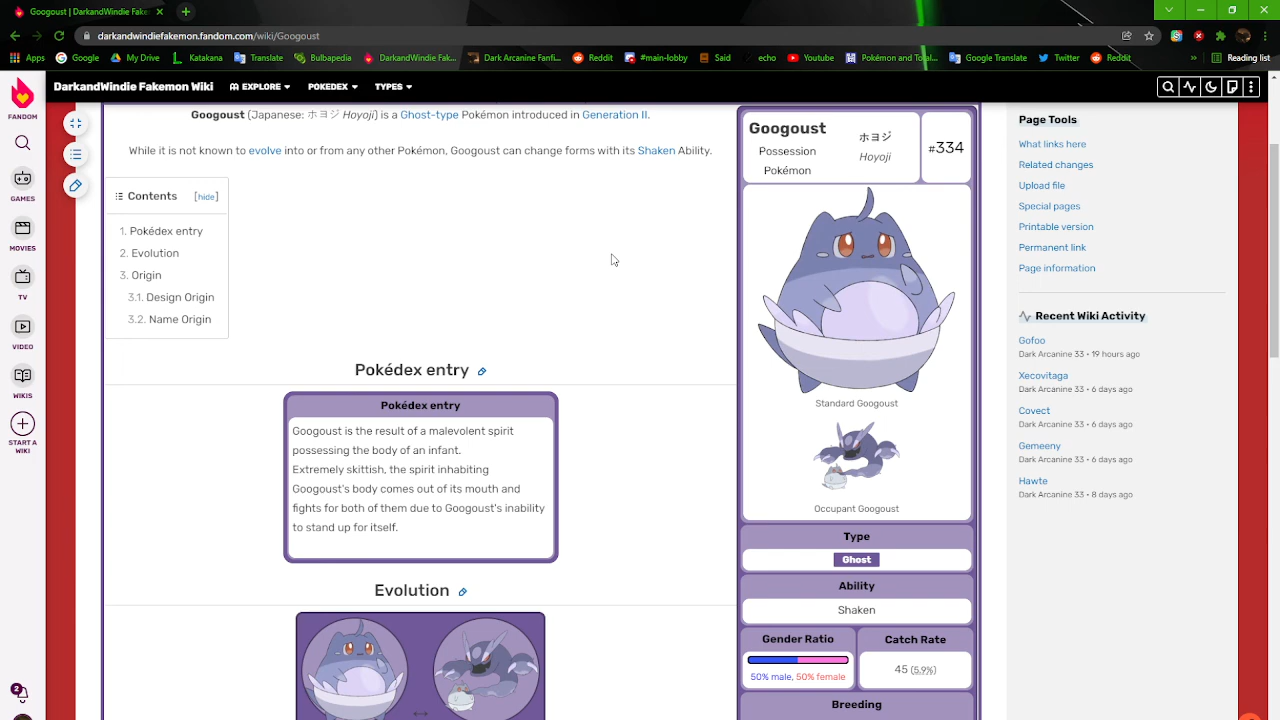 Googoust | DarkandWindie Fake
darkandwindiefakemon.fandom.com/wiki/Googoust
Apps
Google
My Drive
Katakana
Translate
Bulbapedia
DarkandWindie Fak...
Dark Arcanine Fanfi...
Reddit
#main-lobby
Said
echo
YouTube
Pokémon and Total...
Google Translate
Twitter
Reddit
»
Reading list
FANDOM
GAMES
MOVIES
TV
VIDEO
WIKIS
START A
WIKI
2
DarkandWindie Fakemon Wiki
EXPLORE
POKEDEX
TYPES
Googoust (Japanese: ホヨジ Hoyoji) is a Ghost-type Pokémon introduced in Generation II.
While it is not known to evolve into or from any other Pokémon, Googoust can change forms with its Shaken Ability.
Contents [hide]
1. Pokédex entry
2. Evolution
3. Origin
3.1. Design Origin
3.2. Name Origin
Pokédex entry
Pokédex entry
Googoust is the result of a malevolent spirit
possessing the body of an infant.
Extremely skittish, the spirit inhabiting
Googoust's body comes out of its mouth and
fights for both of them due to Googoust's inability
to stand up for itself.
Evolution
Googoust
Possession
Pokémon
ホヨジ
Hoyoji
#334
Standard Googoust
Occupant Googoust
Type
Ghost
Ability
Shaken
Gender Ratio
50% male, 50% female
Catch Rate
45 (5.9%)
Breeding
Page Tools
What links here
Related changes
Upload file
Special pages
Printable version
Permanent link
Page information
Recent Wiki Activity
Gofoo
Dark Arcanine 33 • 19 hours ago
Xecovitaga
Dark Arcanine 33 • 6 days ago
Covect
Dark Arcanine 33 • 6 days ago
Gemeeny
Dark Arcanine 33 • 6 days ago
Hawte
Dark Arcanine 33 • 8 days ago